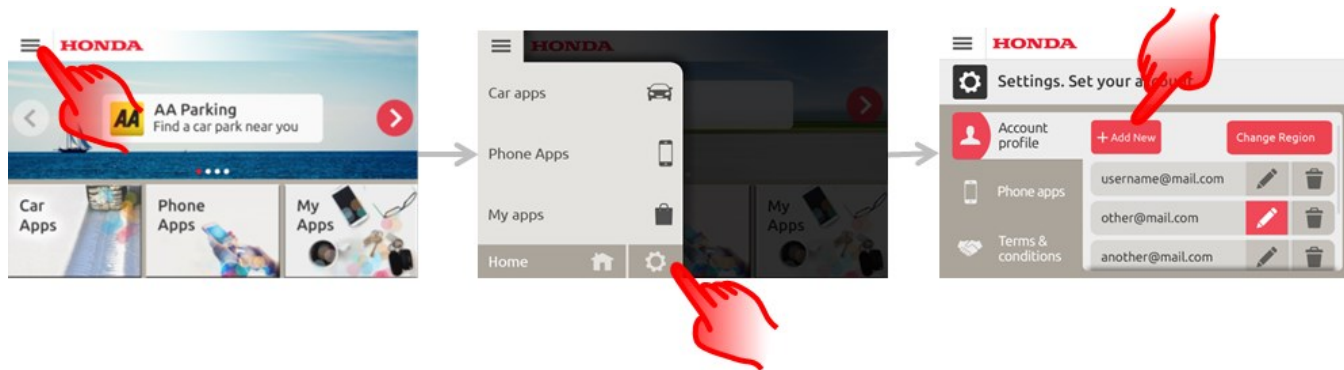 HONDA
AA
AA Parking
Find a car park near you
Car
Apps
Phone
Apps
My
Apps
HONDA
Car apps
Phone Apps
My apps
Home
My
Apps
HONDA
Settings. Set your account
Account
profile
+ Add New
Change Region
Phone apps
username@mail.com
other@mail.com
Terms &
conditions
another@mail.com